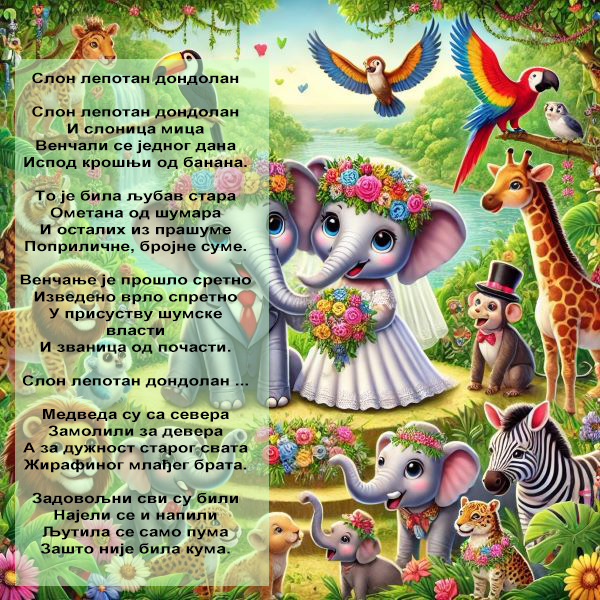 Слон лепотан дондолан
Слон лепотан дондолан
И слоница мица
Венчали се једног дана
Испод крошњи од банана.
То је била љубав стара
Ометана од шумара
И осталих из прашуме
Поприличне, бројне суме.
Венчање је прошло сретно
Изведено врло спретно
У присуству шумске
власти
И званица од почасти.
Слон лепотан дондолан ...
Медведа су са севера
Замолили за девера
А за дужност старог свата
Жирафиног млађег брата.
Задовољни сви су били
Најели се и напили
Љутила се само пума
Зашто није била кума.